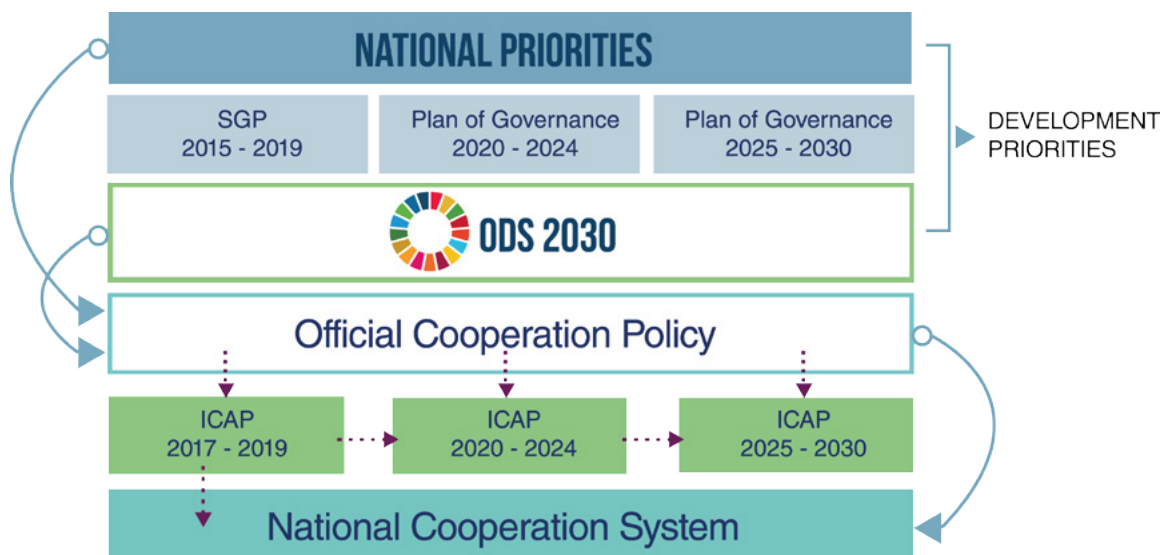 NATIONAL PRIORITIES
SGP
2015 - 2019
Plan of Governance
2020 - 2024
Plan of Governance
2025 - 2030
DEVELOPMENT
PRIORITIES
ODS 2030
Official Cooperation Policy
ICAP
2017 - 2019
ICAP
2020 - 2024
ICAP
2025 - 2030
National Cooperation System